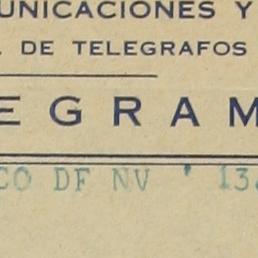 UNICACIONES Y
DE TELEGRAFOS
EGRAM
CO DF NV ' 13